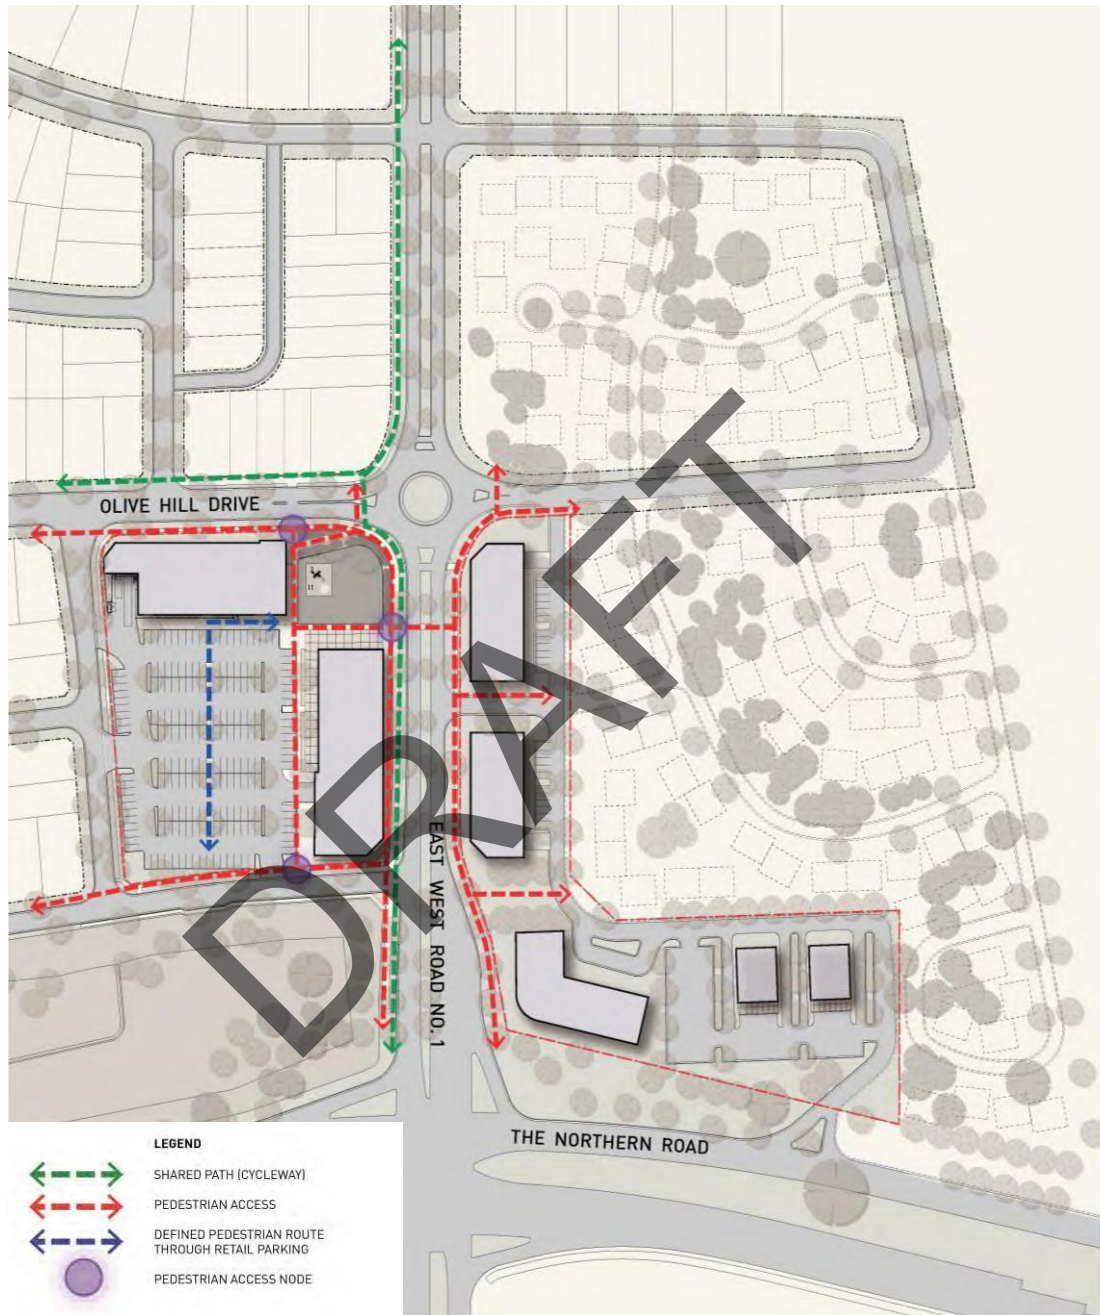 OLIVE HILL DRIVE
EAST WEST ROAD NO. 1
DRAFT
THE NORTHERN ROAD
LEGEND
SHARED PATH (CYCLEWAY)
PEDESTRIAN ACCESS
DEFINED PEDESTRIAN ROUTE
THROUGH RETAIL PARKING
PEDESTRIAN ACCESS NODE